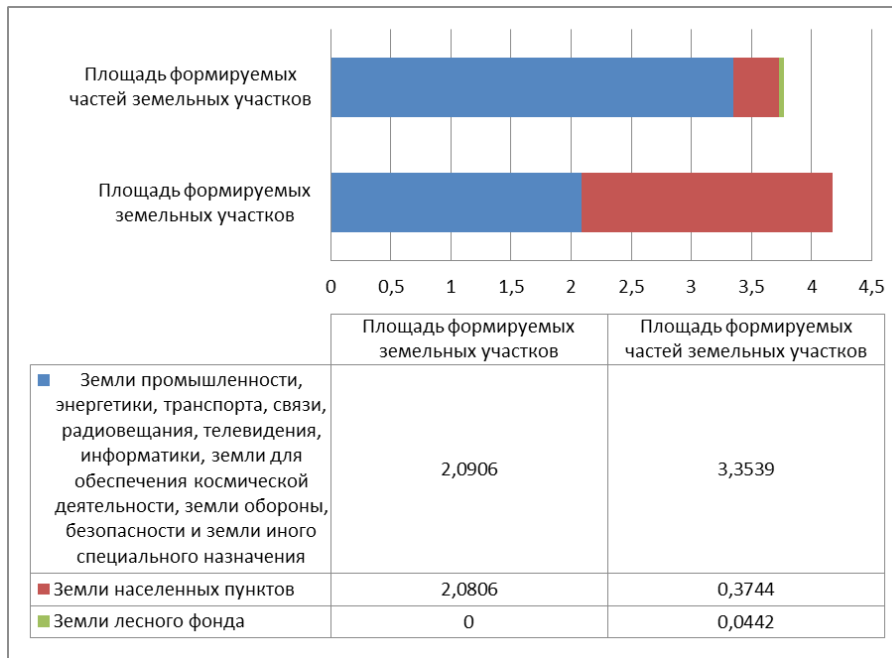 Площадь формируемых
частей земельных участков
Площадь формируемых
земельных участков
0 0,5 1 1,5 2 2,5 3 3,5 4 4,5
Площадь формируемых
земельных участков
Площадь формируемых
частей земельных участков
Земли промышленности,
энергетики, транспорта, связи,
радиовещания, телевидения,
информатики, земли для
обеспечения космической
деятельности, земли обороны,
безопасности и земли иного
специального назначения
2,0906 3,3539
Земли населенных пунктов 2,0806 0,3744
Земли лесного фонда 0 0,0442